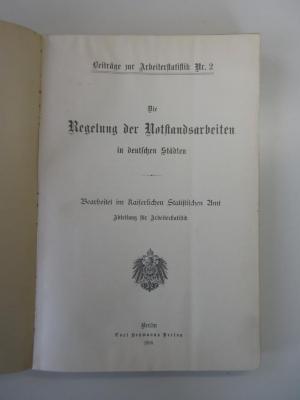 Beiträge zur Arbeiterstatistik Nr. 2
Die
Regelung der Notstandsarbeiten
in deutschen Städten
Bearbeitet im Kaiserlichen Statistischen Amt
Abteilung für Arbeiterstatistik
Berlin
Carl Heymanns Verlag